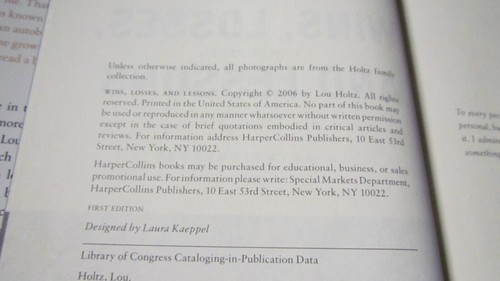 Unless otherwise indicated, all photographs are from the Holtz family
collection.
WINS, LOSSES, AND LESSONS. Copyright © 2006 by Lou Holtz. All rights
reserved. Printed in the United States of America. No part of this book may
be used or reproduced in any manner whatsoever without written permission
except in the case of brief quotations embodied in critical articles and
reviews. For information address HarperCollins Publishers, 10 East 53rd
Street, New York, NY 10022.
HarperCollins books may be purchased for educational, business, or sales
promotional use. For information please write: Special Markets Department,
HarperCollins Publishers, 10 East 53rd Street, New York, NY 10022.
FIRST EDITION
Designed by Laura Kaeppel
Library of Congress Cataloging-in-Publication Data
Holtz, Lou.
To every
personal
it. I
something